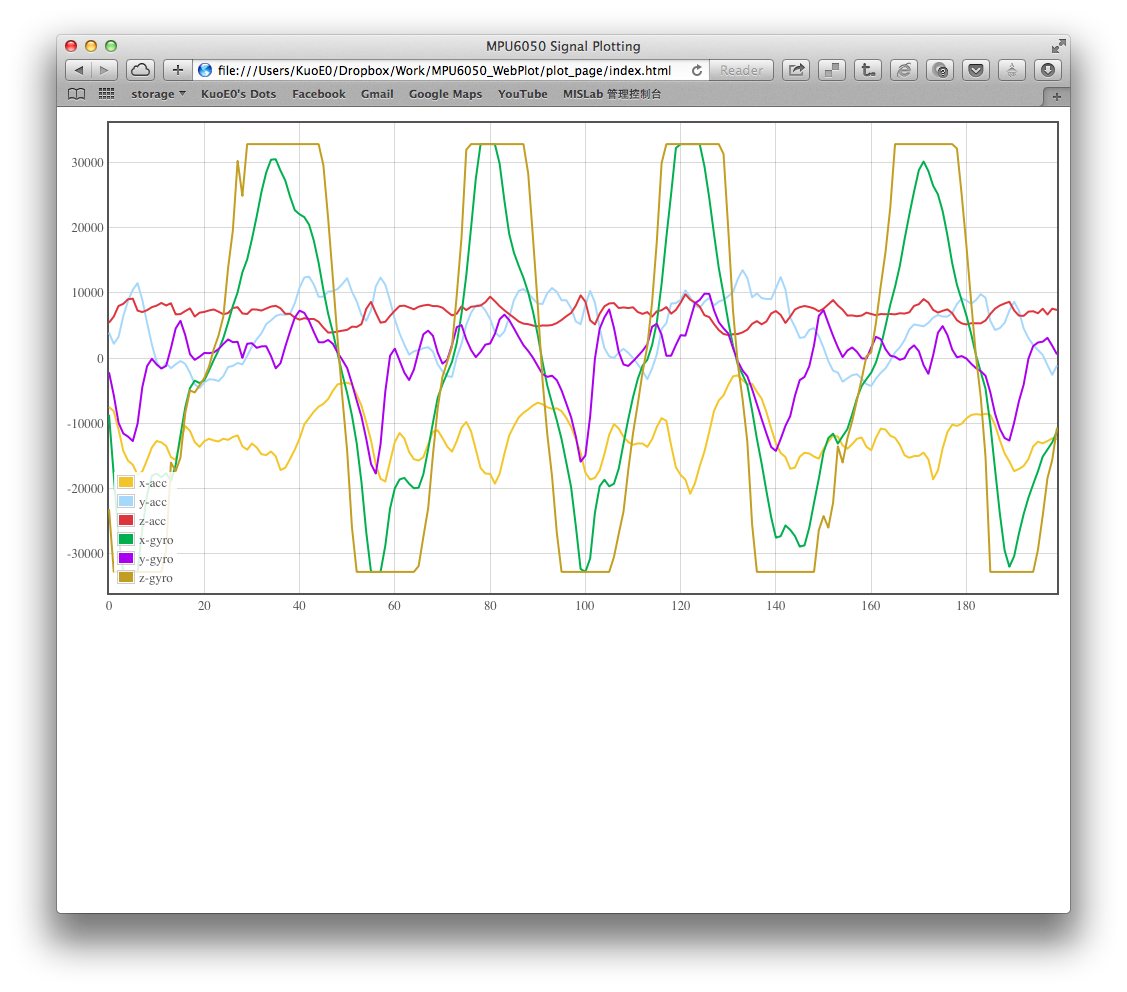 MPU6050 Signal Plotting
file:///Users/KuoE0/Dropbox/Work/MPU6050_WebPlot/plot_page/index.html Reader
storage KuoE0's Dots Facebook Gmail Google Maps YouTube MISLab 管理控制台
30000
20000
10000
0
-10000
-20000
-30000
x-acc
y-acc
z-acc
x-gyro
y-gyro
z-gyro
0 20 40 60 80 100 120 140 160 180